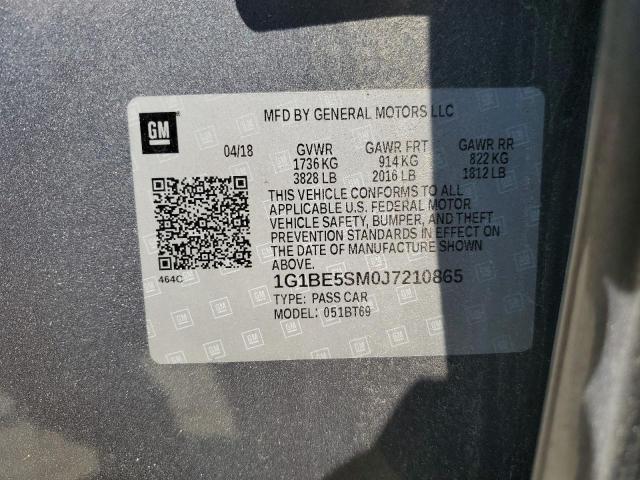 MFD BY GENERAL MOTORS LLC
GM
04/18 GVWR GAWR FRT GAWR RR
1736 KG 914 KG 822 KG
3828 LB 2016 LB 1812 LB
THIS VEHICLE CONFORMS TO ALL
APPLICABLE U.S. FEDERAL MOTOR
VEHICLE SAFETY, BUMPER, AND THEFT
PREVENTION STANDARDS IN EFFECT ON
THE DATE OF MANUFACTURE SHOWN
ABOVE.
464C
1G1BE5SM0J7210865
TYPE: PASS CAR
MODEL: 051BT69